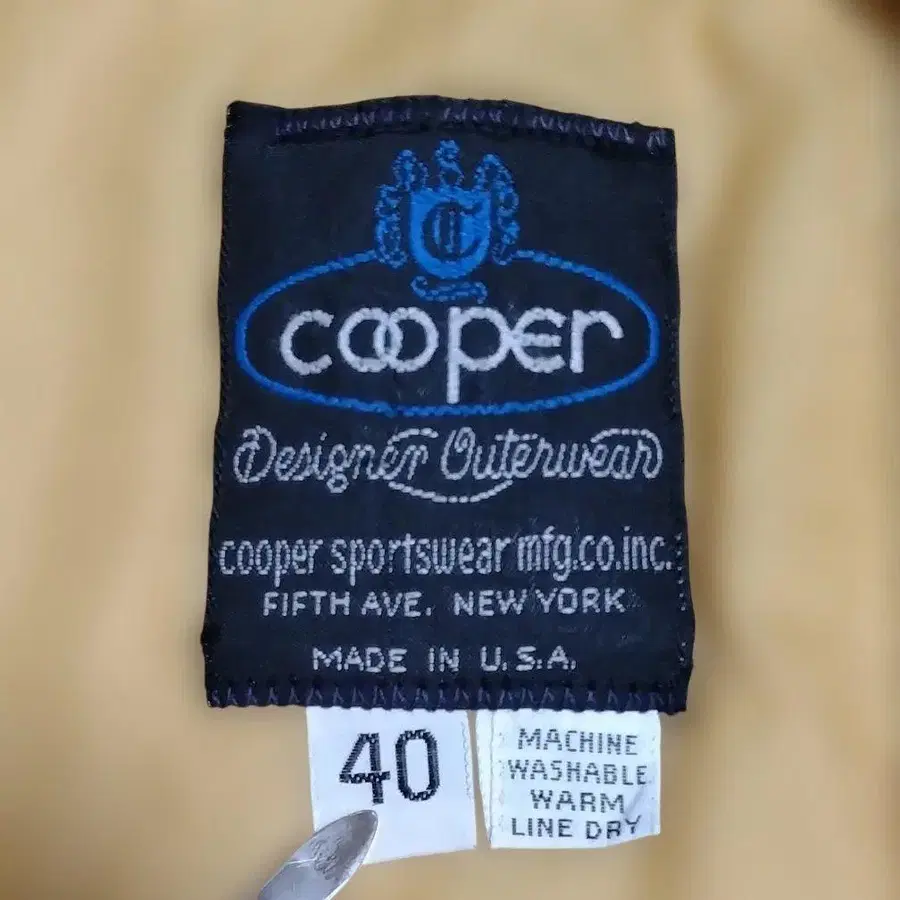 C
cooper
Designer Outerwear
cooper sportswear mfg.co.inc.
FIFTH AVE. NEW YORK
MADE IN U.S.A.
40
MACHINE
WASHABLE
WARM
LINE DRY